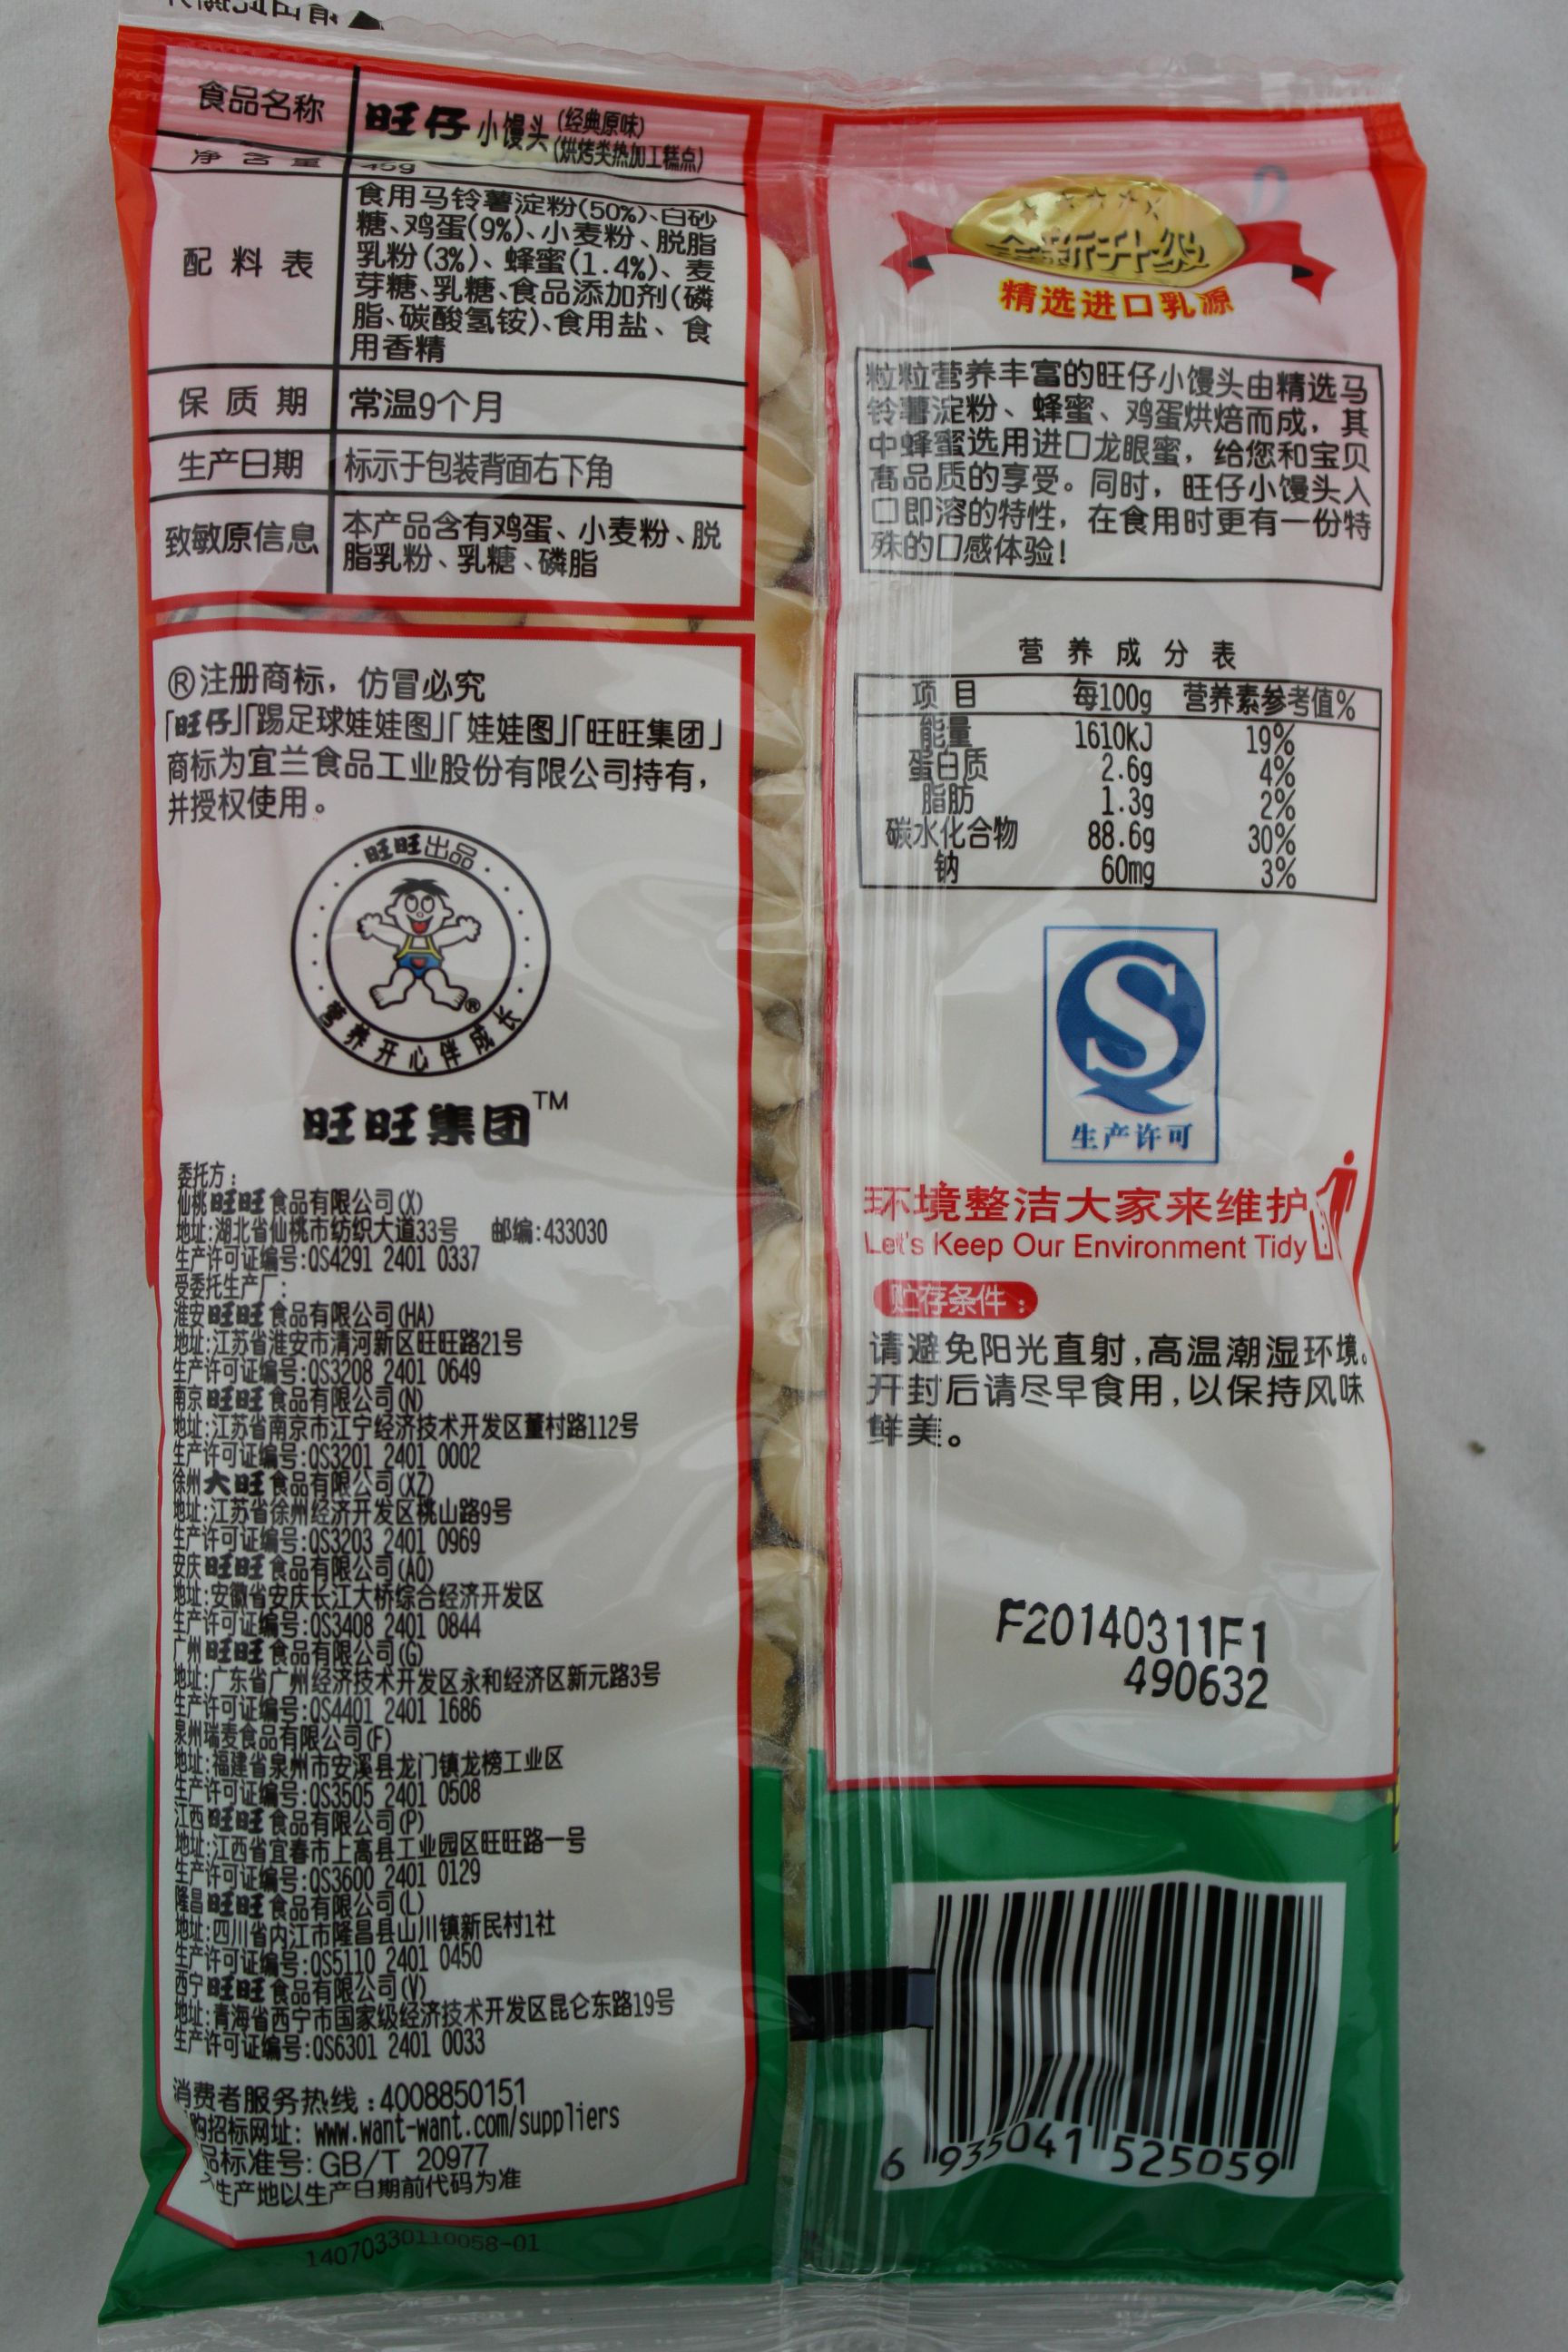 食品名称 旺仔小馒头 (经典原味)
(烘烤类热加工糕点)
净含量 45g
配料表
食用马铃薯淀粉(50%)、白砂
糖、鸡蛋(9%)、小麦粉、脱脂
乳粉(3%)、蜂蜜(1.4%)、麦
芽糖、乳糖、食品添加剂(磷
脂、碳酸氢铵)、食用盐、食
用香精
保质期 常温9个月
生产日期 标示于包装背面右下角
致敏原信息
本产品含有鸡蛋、小麦粉、脱
脂乳粉、乳糖、磷脂
®注册商标，仿冒必究
「旺仔」「踢足球娃娃图」「娃娃图」「旺旺集团」
商标为宜兰食品工业股份有限公司持有，
并授权使用。
旺旺出品
®
营养开心伴成长
旺旺集团™
委托方:
仙桃旺旺食品有限公司(X)
地址:湖北省仙桃市纺织大道33号 邮编:433030
生产许可证编号:QS4291 2401 0337
受委托生产厂:
淮安旺旺食品有限公司(HA)
地址:江苏省淮安市清河新区旺旺路21号
生产许可证编号:QS3208 2401 0649
南京旺旺食品有限公司(N)
地址:江苏省南京市江宁经济技术开发区董村路112号
生产许可证编号:QS3201 2401 0002
徐州大旺食品有限公司(XZ)
地址:江苏省徐州经济开发区桃山路9号
生产许可证编号:QS3203 2401 0969
安庆旺旺食品有限公司(AQ)
地址:安徽省安庆长江大桥综合经济开发区
生产许可证编号:QS3408 2401 0844
广州旺旺食品有限公司(G)
地址:广东省广州经济技术开发区永和经济区新元路3号
生产许可证编号:QS4401 2401 1686
泉州瑞麦食品有限公司(F)
地址:福建省泉州市安溪县龙门镇龙榜工业区
生产许可证编号:QS3505 2401 0508
江西旺旺食品有限公司(P)
地址:江西省宜春市上高县工业园区旺旺路一号
生产许可证编号:QS3600 2401 0129
隆昌旺旺食品有限公司(L)
地址:四川省内江市隆昌县山川镇新民村1社
生产许可证编号:QS5110 2401 0450
西宁旺旺食品有限公司(V)
地址:青海省西宁市国家级经济技术开发区昆仑东路19号
生产许可证编号:QS6301 2401 0033
消费者服务热线:4008850151
购招标网址: www.want-want.com/suppliers
品标准号:GB/T 20977
生产地以生产日期前代码为准
14070330110058-01
全新升级
精选进口乳源
粒粒营养丰富的旺仔小馒头由精选马
铃薯淀粉、蜂蜜、鸡蛋烘焙而成，其
中蜂蜜选用进口龙眼蜜，给您和宝贝
高品质的享受。同时，旺仔小馒头入
口即溶的特性，在食用时更有一份特
殊的口感体验!
营养成分表
项目 每100g 营养素参考值%
能量 1610kJ 19%
蛋白质 2.6g 4%
脂肪 1.3g 2%
碳水化合物 88.6g 30%
钠 60mg 3%
QS
生产许可
环境整洁大家来维护
Let's Keep Our Environment Tidy
贮存条件:
请避免阳光直射,高温潮湿环境。
开封后请尽早食用,以保持风味
鲜美。
F20140311F1
490632
6 935041 525059